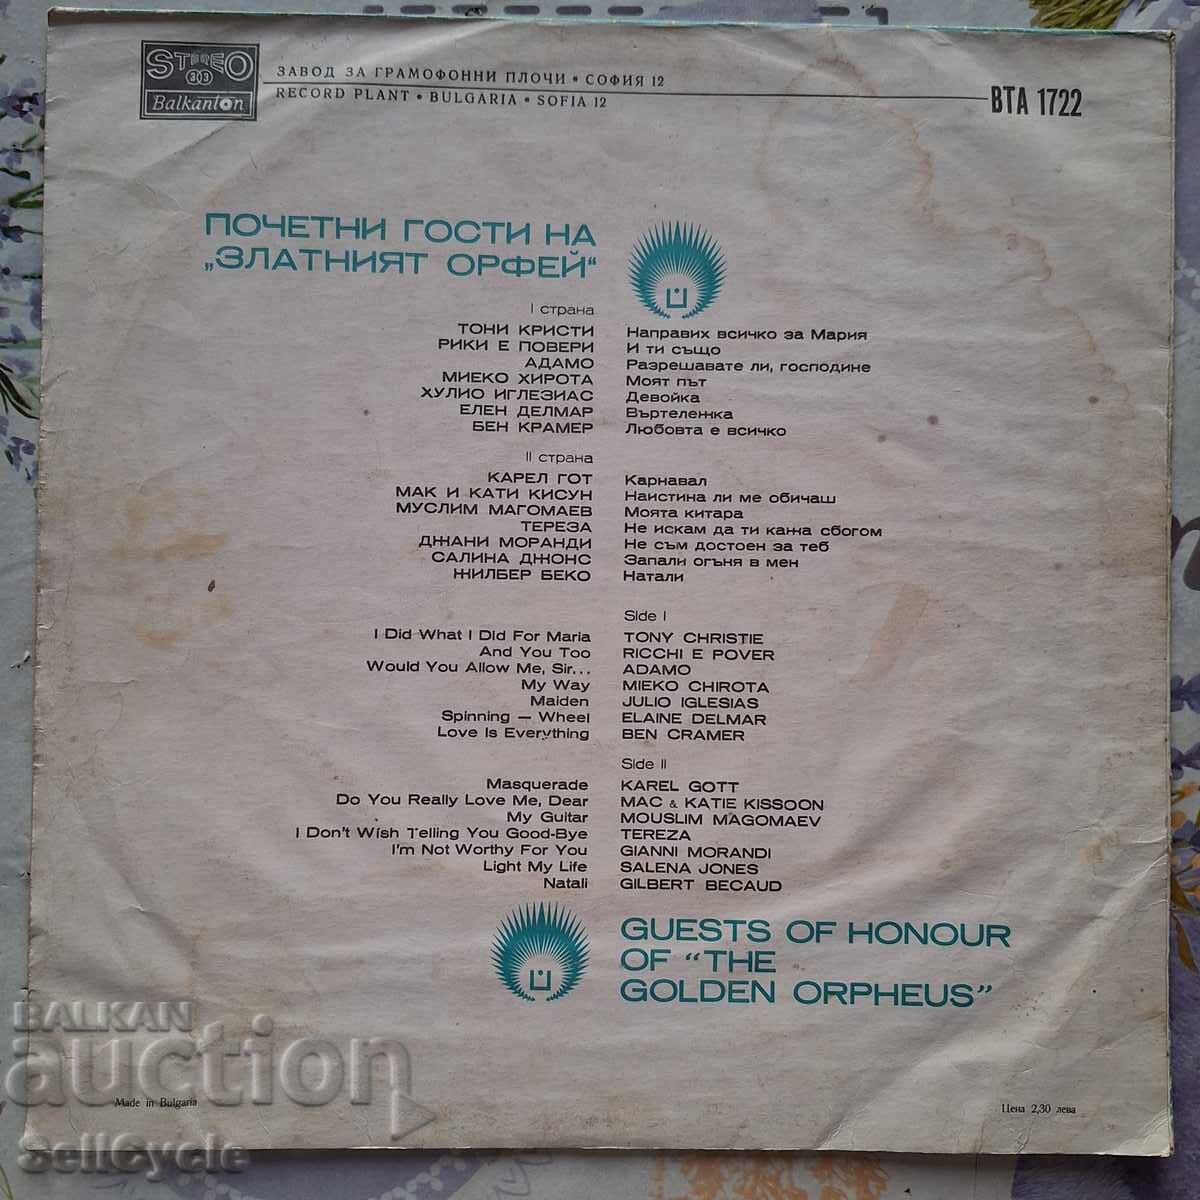 STEREO
33
Balkanton
ЗАВОД ЗА ГРАМОФОННИ ПЛОЧИ • СОФИЯ 12
RECORD PLANT • BULGARIA • SOFIA 12
ВТА 1722
ПОЧЕТНИ ГОСТИ НА
„ЗЛАТНИЯТ ОРФЕЙ“
I страна
ТОНИ КРИСТИ Направих всичко за Мария
РИКИ Е ПОВЕРИ И ти също
АДАМО Разрешавате ли, господине
МИЕКО ХИРОТА Моят път
ХУЛИО ИГЛЕЗИАС Девойка
ЕЛЕН ДЕЛМАР Въртележка
БЕН КРАМЕР Любовта е всичко
II страна
КАРЕЛ ГОТ Карнавал
МАК И КАТИ КИСУН Наистина ли ме обичаш
МУСЛИМ МАГОМАЕВ Моята китара
ТЕРЕЗА Не искам да ти кажа сбогом
ДЖАНИ МОРАНДИ Не съм достоен за теб
САЛИНА ДЖОНС Запали огъня в мен
ЖИЛБЕР БЕКО Натали
Side I
I Did What I Did For Maria TONY CHRISTIE
And You Too RICCHI E POVER
Would You Allow Me, Sir... ADAMO
My Way MIEKO CHIROTA
Maiden JULIO IGLESIAS
Spinning — Wheel ELAINE DELMAR
Love Is Everything BEN CRAMER
Side II
Masquerade KAREL GOTT
Do You Really Love Me, Dear MAC & KATIE KISSOON
My Guitar MOUSLIM MAGOMAEV
I Don't Wish Telling You Good-Bye TEREZA
I'm Not Worthy For You GIANNI MORANDI
Light My Life SALENA JONES
Natali GILBERT BECAUD
GUESTS OF HONOUR
OF "THE
GOLDEN ORPHEUS"
BALKAN
auction
Made in Bulgaria
Цена 2,30 лева
SellCycle